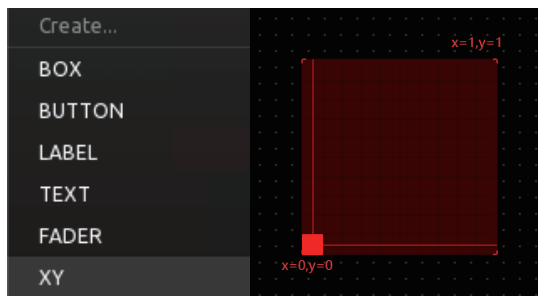 Create...
BOX
BUTTON
LABEL
TEXT
FADER
XY
x=1,y=1
x=0,y=0